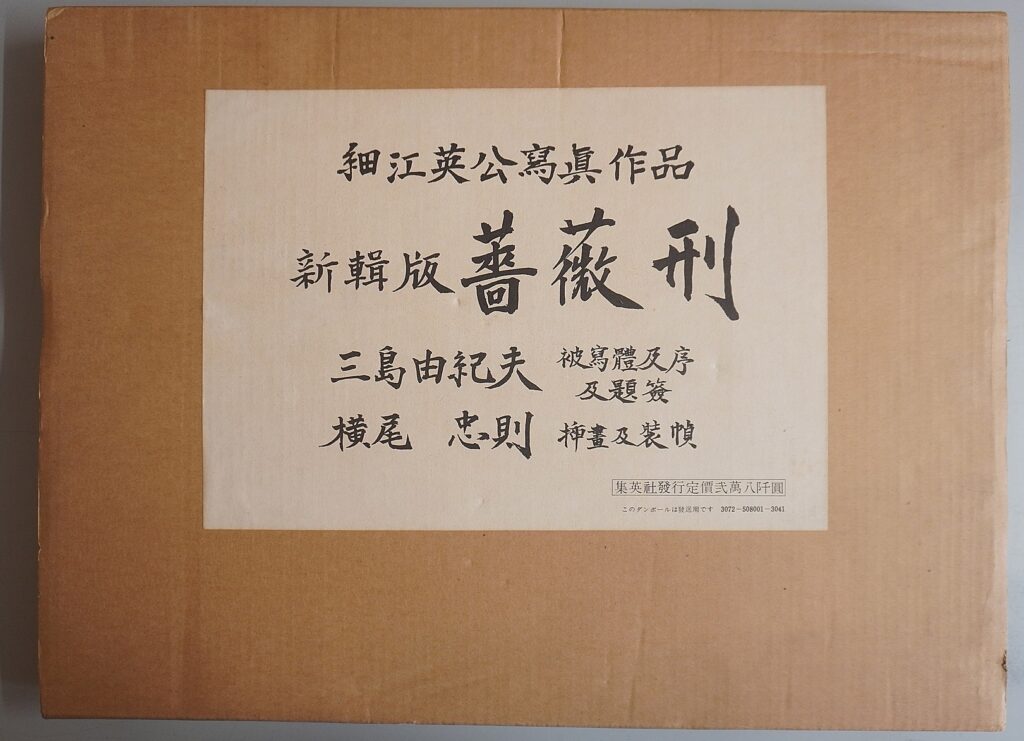 細江英公寫眞作品
新輯版 薔薇刑
三島由紀夫 被寫體及序
及題簽
横尾 忠則 挿畫及装幀
集英社發行定價弐萬八阡圓
このダンボールは発送用です 3072-508001-3041